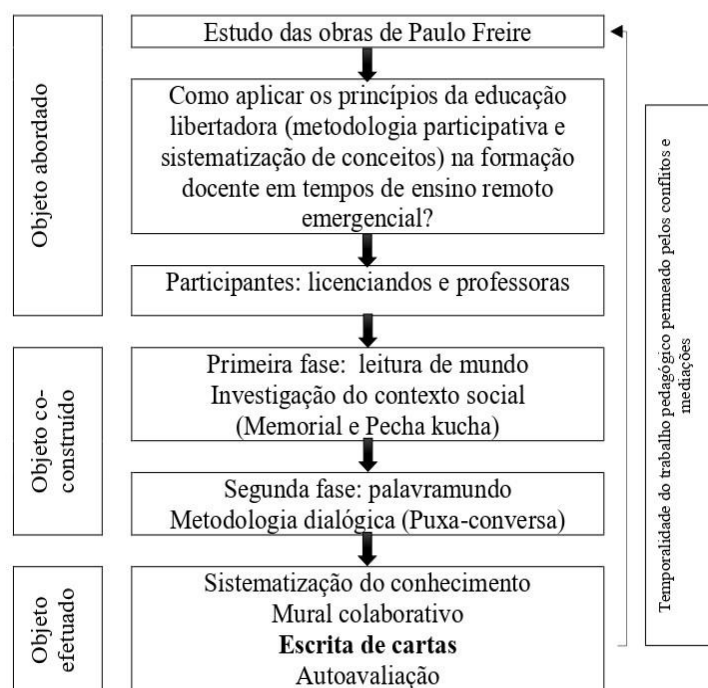 Objeto abordado
Estudo das obras de Paulo Freire
Como aplicar os princípios da educação
libertadora (metodologia participativa e
sistematização de conceitos) na formação
docente em tempos de ensino remoto
emergencial?
Participantes: licenciandos e professoras
Objeto co-
construído
Primeira fase: leitura de mundo
Investigação do contexto social
(Memorial e Pecha kucha)
Segunda fase: palavramundo
Metodologia dialógica (Puxa-conversa)
Objeto
efetuado
Sistematização do conhecimento
Mural colaborativo
Escrita de cartas
Autoavaliação
Temporalidade do trabalho pedagógico permeado pelos conflitos e
mediações